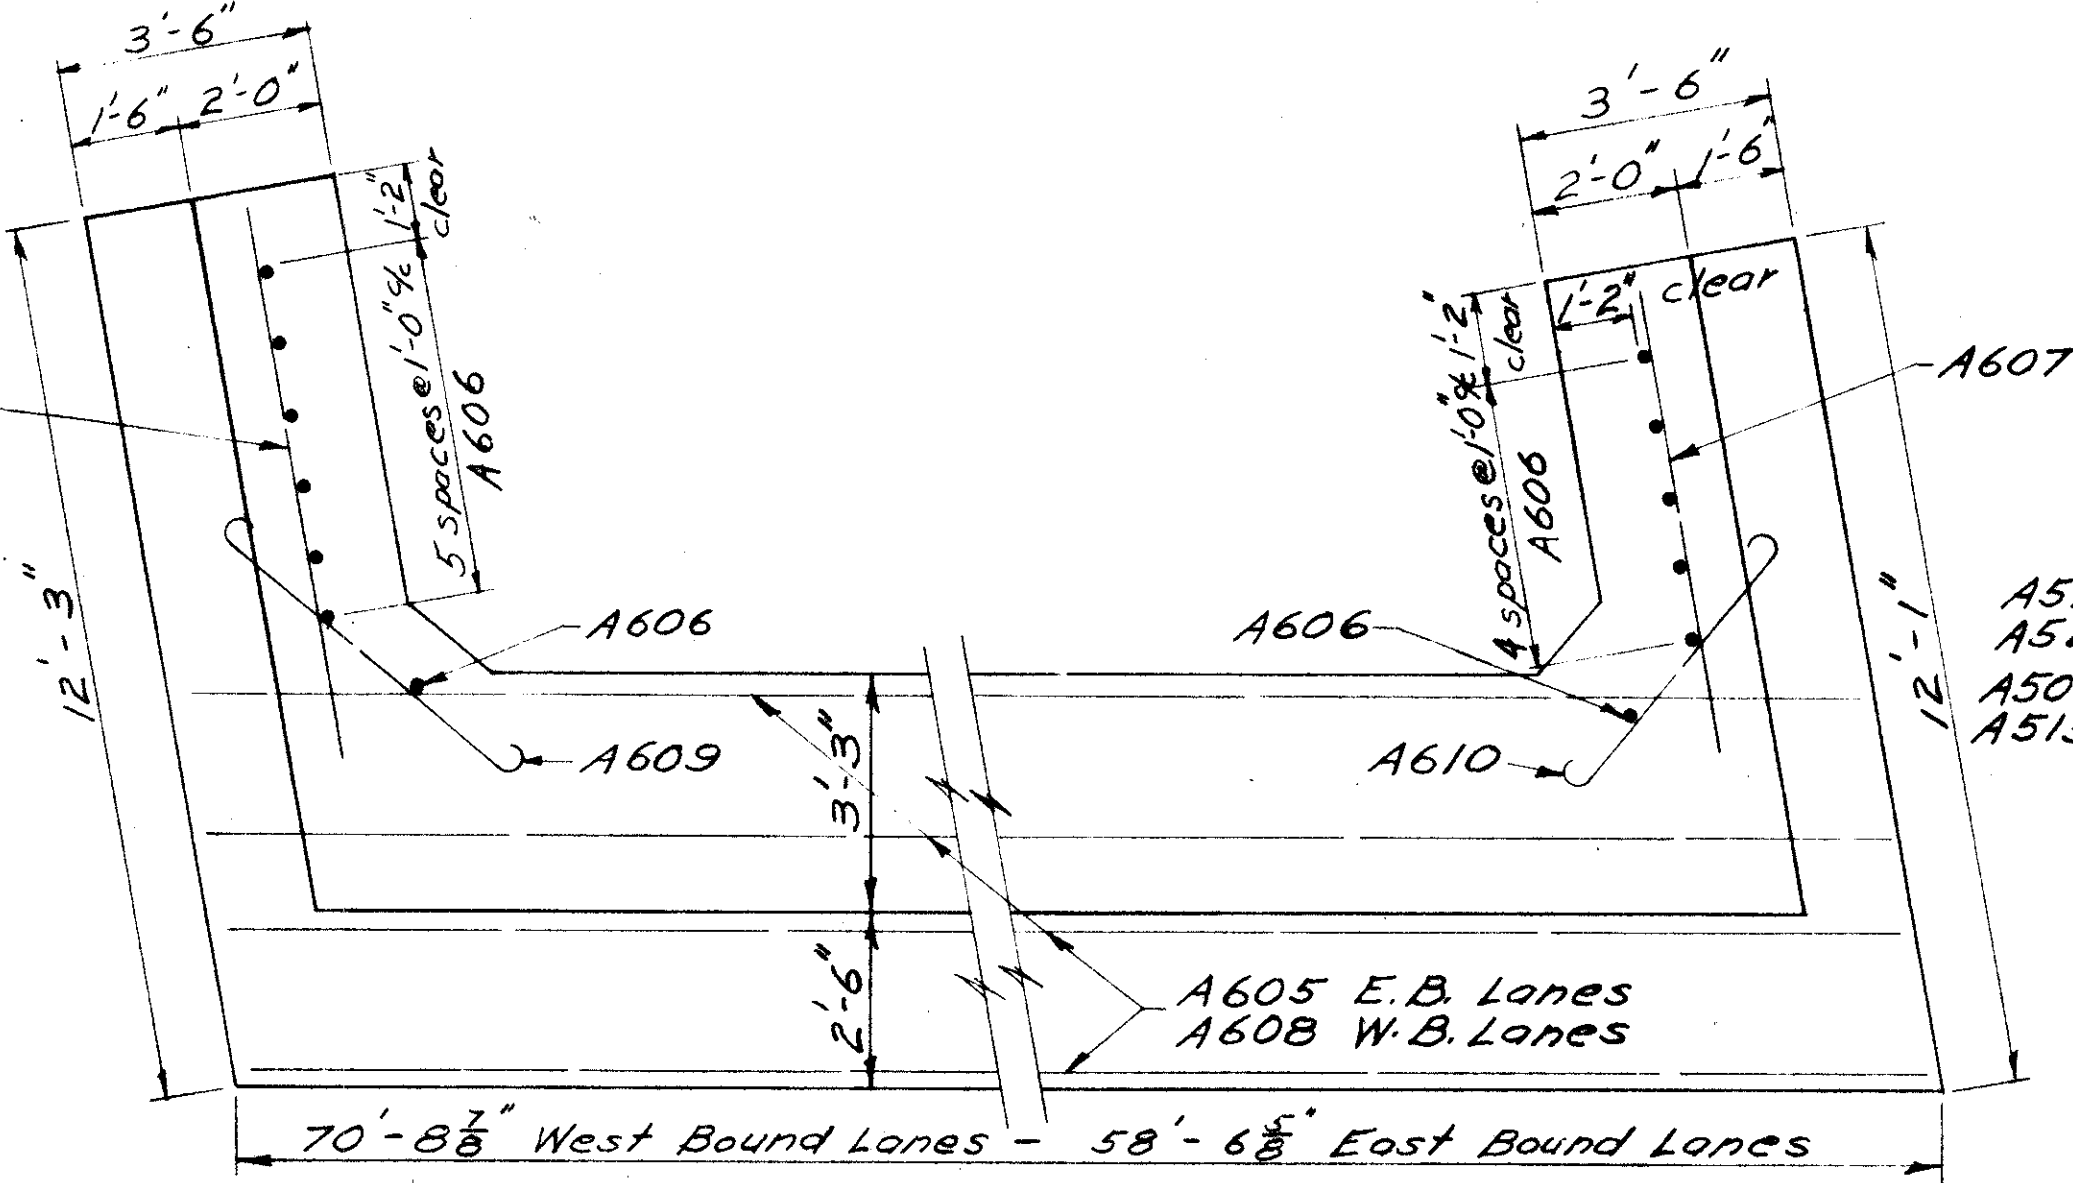 3'-6"
1'-6" 2'-0"
1'-2"
clear
5 spaces@1'-0" c/c
A606
12'-3"
A606
A609
3'-6"
2'-0" 1'-6"
1'-2" clear
1'-2"
clear
4 spaces@1'-0" c/c
A606
A607
A606
A610
12'-1"
A50
A513
3'-3"
2'-6"
A605 E.B. Lanes
A608 W.B. Lanes
70'-8 7/8" West Bound Lanes - 58'-6 5/8" East Bound Lanes